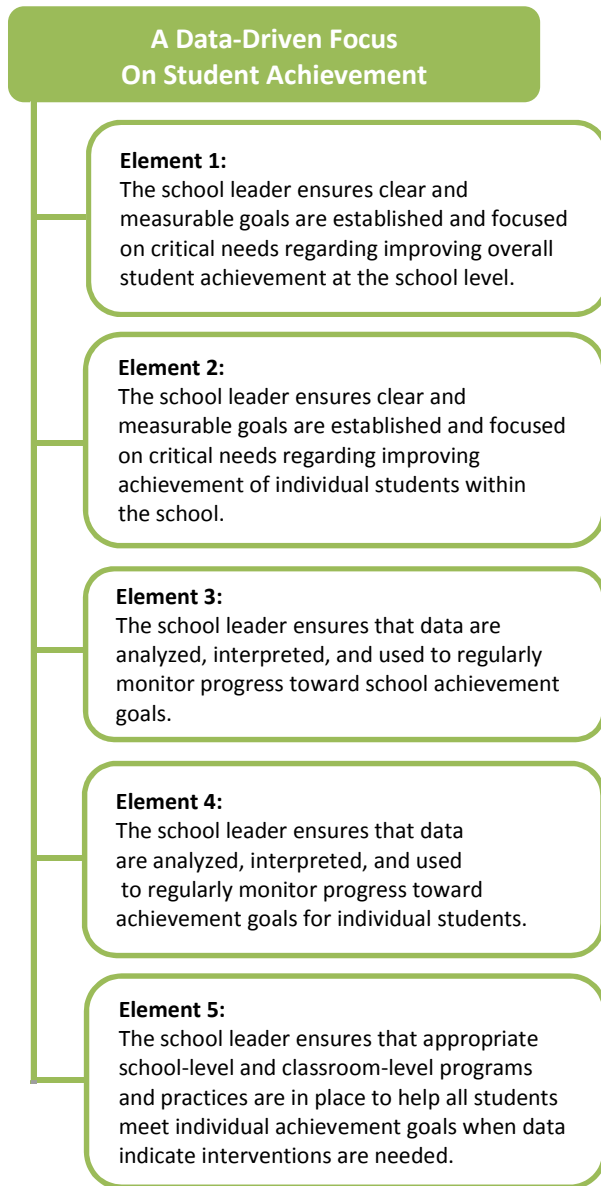 A Data-Driven Focus
On Student Achievement
Element 1:
The school leader ensures clear and
measurable goals are established and focused
on critical needs regarding improving overall
student achievement at the school level.
Element 2:
The school leader ensures clear and
measurable goals are established and focused
on critical needs regarding improving
achievement of individual students within
the school.
Element 3:
The school leader ensures that data are
analyzed, interpreted, and used to regularly
monitor progress toward school achievement
goals.
Element 4:
The school leader ensures that data
are analyzed, interpreted, and used
to regularly monitor progress toward
achievement goals for individual students.
Element 5:
The school leader ensures that appropriate
school-level and classroom-level programs
and practices are in place to help all students
meet individual achievement goals when data
indicate interventions are needed.